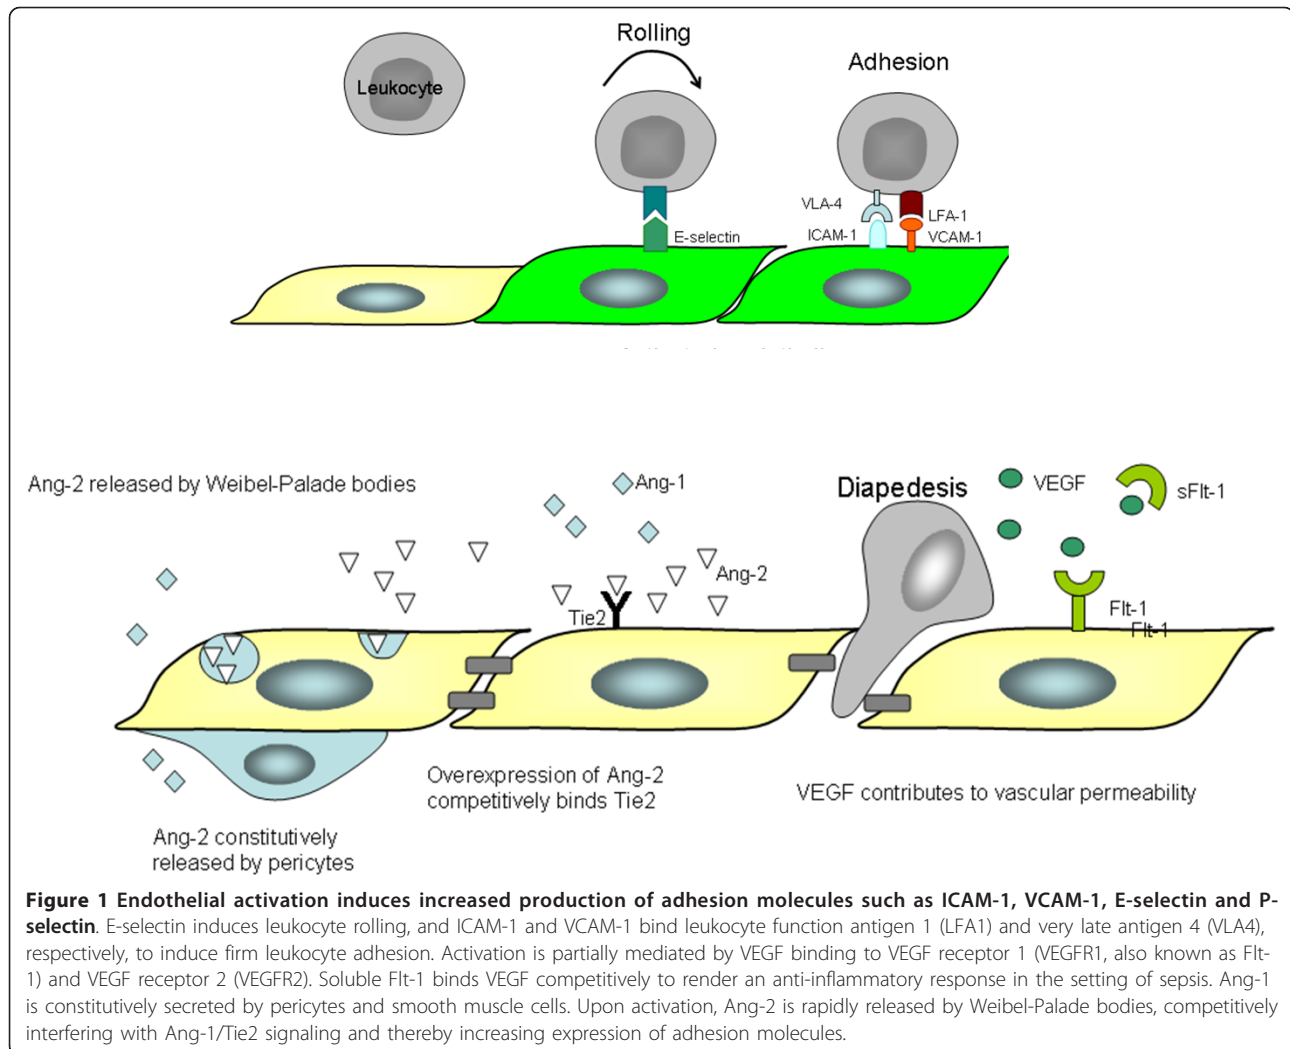 Rolling
Adhesion
Leukocyte
VLA-4
LFA-1
E-selectin
ICAM-1
VCAM-1
Ang-2 released by Weibel-Palade bodies
Ang-1
Diapedesis
VEGF
sFlt-1
Ang-2
Tie2
Flt-1
Flt-1
Overexpression of Ang-2
competitively binds Tie2
VEGF contributes to vascular permeability
Ang-2 constitutively
released by pericytes
Figure 1 Endothelial activation induces increased production of adhesion molecules such as ICAM-1, VCAM-1, E-selectin and P-
selectin. E-selectin induces leukocyte rolling, and ICAM-1 and VCAM-1 bind leukocyte function antigen 1 (LFA1) and very late antigen 4 (VLA4),
respectively, to induce firm leukocyte adhesion. Activation is partially mediated by VEGF binding to VEGF receptor 1 (VEGFR1, also known as Flt-
1) and VEGF receptor 2 (VEGFR2). Soluble Flt-1 binds VEGF competitively to render an anti-inflammatory response in the setting of sepsis. Ang-1
is constitutively secreted by pericytes and smooth muscle cells. Upon activation, Ang-2 is rapidly released by Weibel-Palade bodies, competitively
interfering with Ang-1/Tie2 signaling and thereby increasing expression of adhesion molecules.